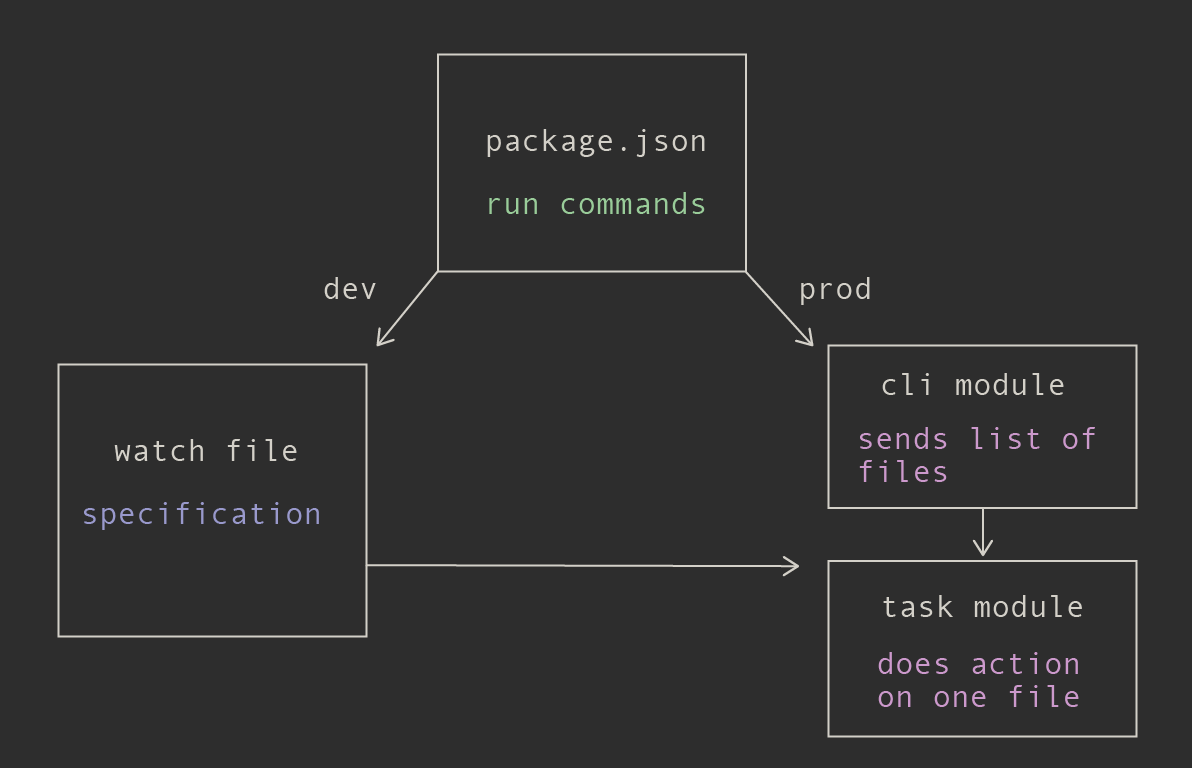 package.json
run commands
dev
prod
cli module
sends list of
files
watch file
specification
task module
does action
on one file